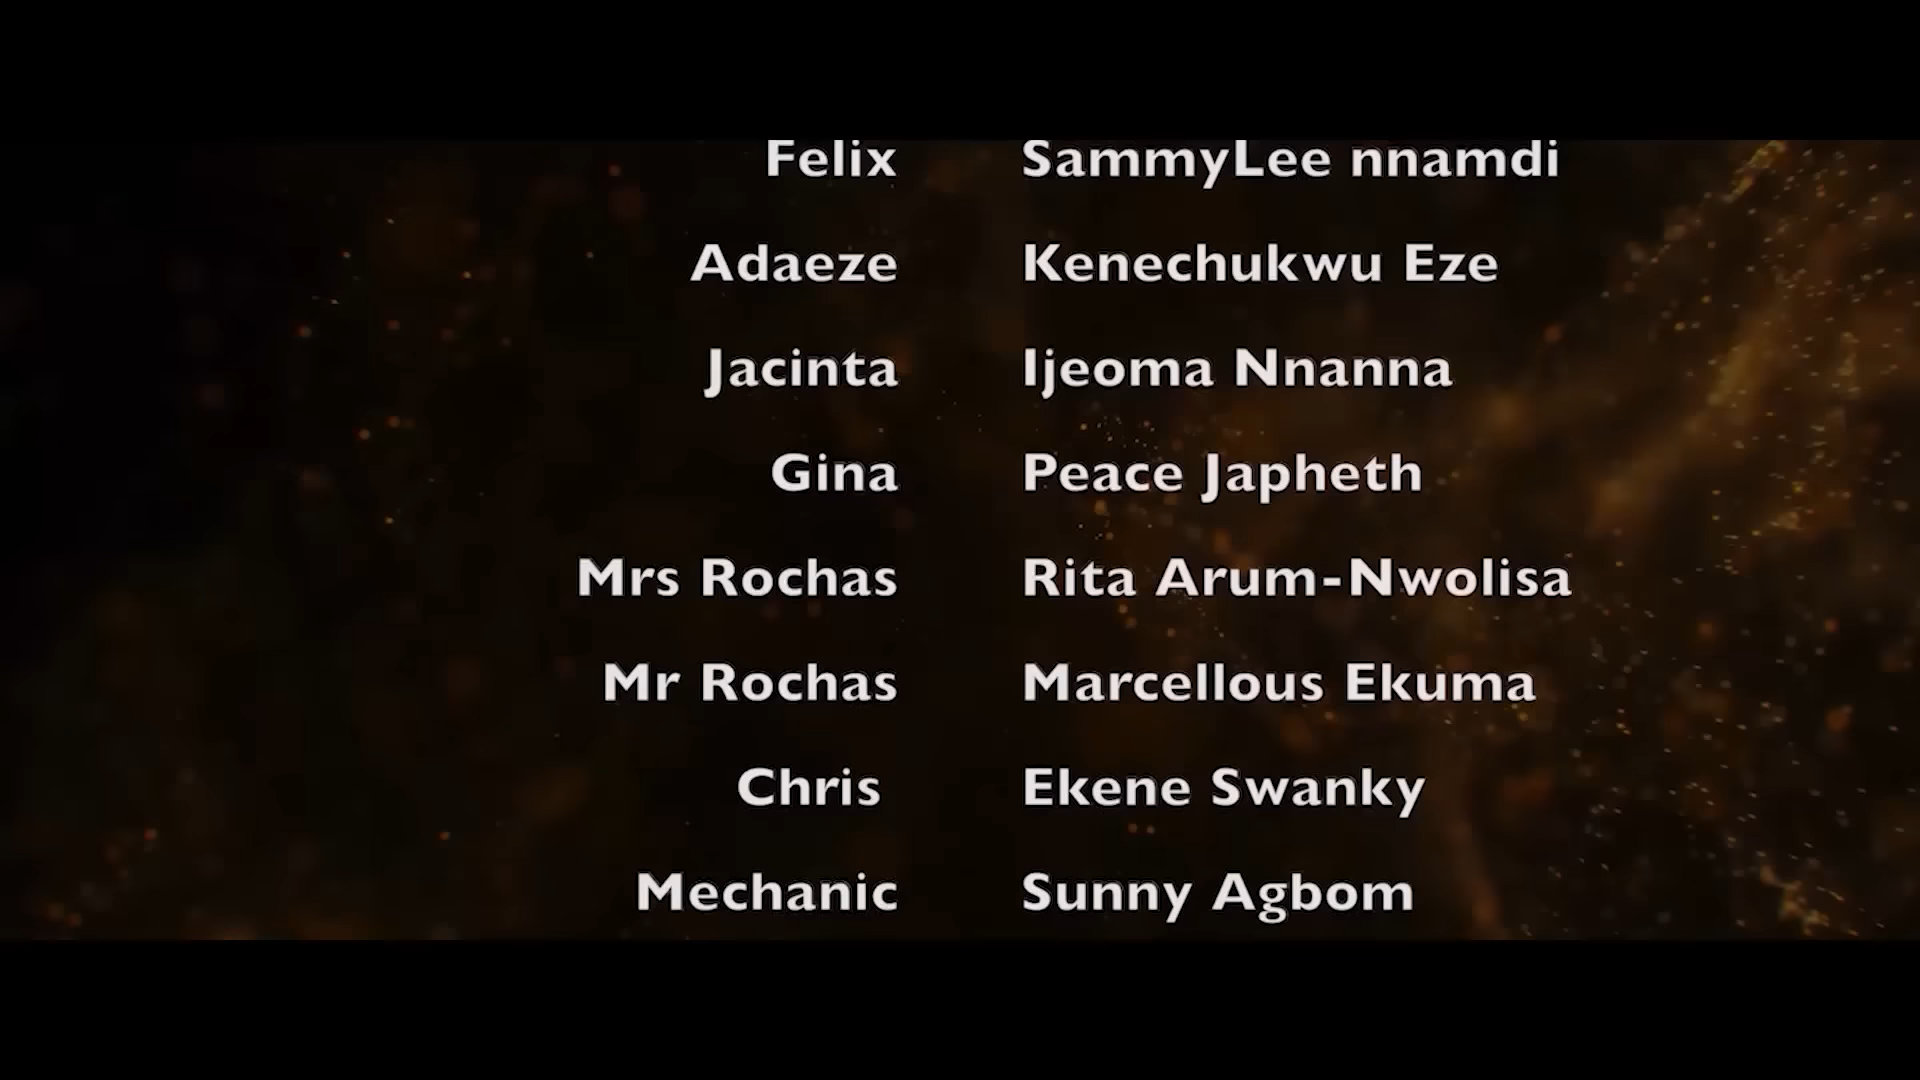 Felix SammyLee nnamdi
Adaeze Kenechukwu Eze
Jacinta Ijeoma Nnanna
Gina Peace Japheth
Mrs Rochas Rita Arum-Nwolisa
Mr Rochas Marcellous Ekuma
Chris Ekene Swanky
Mechanic Sunny Agbom